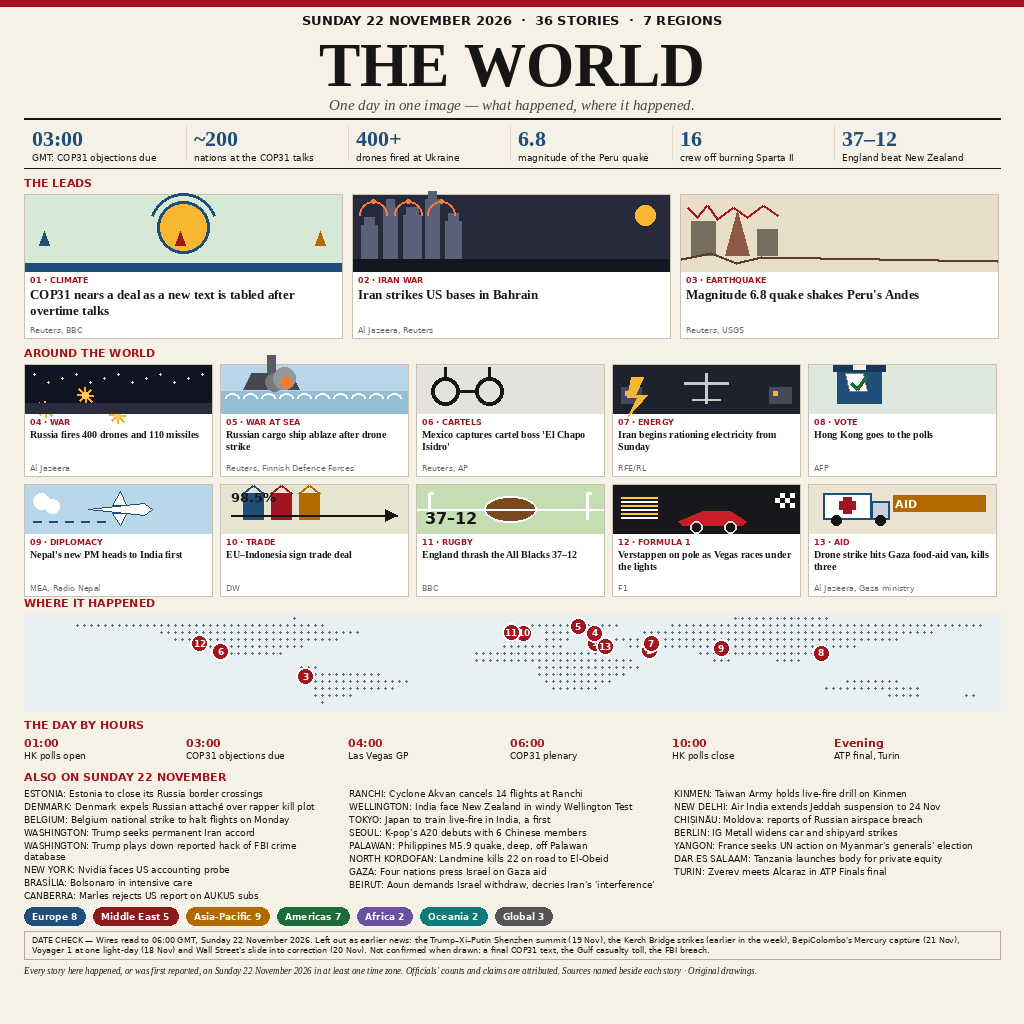 SUNDAY 22 NOVEMBER 2026 · 36 STORIES · 7 REGIONS
THE WORLD
One day in one image — what happened, where it happened.
03:00
GMT: COP31 objections due
~200
nations at the COP31 talks
400+
drones fired at Ukraine
6.8
magnitude of the Peru quake
16
crew off burning Sparta II
37–12
England beat New Zealand
THE LEADS
01 · CLIMATE
COP31 nears a deal as a new text is tabled after
overtime talks
Reuters, BBC
02 · IRAN WAR
Iran strikes US bases in Bahrain
Al Jazeera, Reuters
03 · EARTHQUAKE
Magnitude 6.8 quake shakes Peru's Andes
Reuters, USGS
AROUND THE WORLD
04 · WAR
Russia fires 400 drones and 110 missiles
Al Jazeera
05 · WAR AT SEA
Russian cargo ship ablaze after drone
strike
Reuters, Finnish Defence Forces
06 · CARTELS
Mexico captures cartel boss 'El Chapo
Isidro'
Reuters, AP
07 · ENERGY
Iran begins rationing electricity from
Sunday
RFE/RL
08 · VOTE
Hong Kong goes to the polls
AFP
09 · DIPLOMACY
Nepal's new PM heads to India first
MEA, Radio Nepal
98.5%
10 · TRADE
EU–Indonesia sign trade deal
DW
37–12
11 · RUGBY
England thrash the All Blacks 37–12
BBC
12 · FORMULA 1
Verstappen on pole as Vegas races under
the lights
F1
AID
13 · AID
Drone strike hits Gaza food-aid van, kills
three
Al Jazeera, Gaza ministry
WHERE IT HAPPENED
12
6
3
11
10
5
4
13
7
9
8
THE DAY BY HOURS
01:00
HK polls open
03:00
COP31 objections due
04:00
Las Vegas GP
06:00
COP31 plenary
10:00
HK polls close
Evening
ATP final, Turin
ALSO ON SUNDAY 22 NOVEMBER
ESTONIA: Estonia to close its Russia border crossings
DENMARK: Denmark expels Russian attaché over rapper kill plot
BELGIUM: Belgium national strike to halt flights on Monday
WASHINGTON: Trump seeks permanent Iran accord
WASHINGTON: Trump plays down reported hack of FBI crime
database
NEW YORK: Nvidia faces US accounting probe
BRASÍLIA: Bolsonaro in intensive care
CANBERRA: Marles rejects US report on AUKUS subs
RANCHI: Cyclone Akvan cancels 14 flights at Ranchi
WELLINGTON: India face New Zealand in windy Wellington Test
TOKYO: Japan to train live-fire in India, a first
SEOUL: K-pop's A20 debuts with 6 Chinese members
PALAWAN: Philippines M5.9 quake, deep, off Palawan
NORTH KORDOFAN: Landmine kills 22 on road to El-Obeid
GAZA: Four nations press Israel on Gaza aid
BEIRUT: Aoun demands Israel withdraw, decries Iran's 'interference'
KINMEN: Taiwan Army holds live-fire drill on Kinmen
NEW DELHI: Air India extends Jeddah suspension to 24 Nov
CHIȘINĂU: Moldova: reports of Russian airspace breach
BERLIN: IG Metall widens car and shipyard strikes
YANGON: France seeks UN action on Myanmar's generals' election
DAR ES SALAAM: Tanzania launches body for private equity
TURIN: Zverev meets Alcaraz in ATP Finals final
Europe 8
Middle East 5
Asia-Pacific 9
Americas 7
Africa 2
Oceania 2
Global 3
DATE CHECK — Wires read to 06:00 GMT, Sunday 22 November 2026. Left out as earlier news: the Trump–Xi–Putin Shenzhen summit (19 Nov), the Kerch Bridge strikes (earlier in the week), BepiColombo's Mercury capture (21 Nov),
Voyager 1 at one light-day (18 Nov) and Wall Street's slide into correction (20 Nov). Not confirmed when drawn: a final COP31 text, the Gulf casualty toll, the FBI breach.
Every story here happened, or was first reported, on Sunday 22 November 2026 in at least one time zone. Officials' counts and claims are attributed. Sources named beside each story · Original drawings.